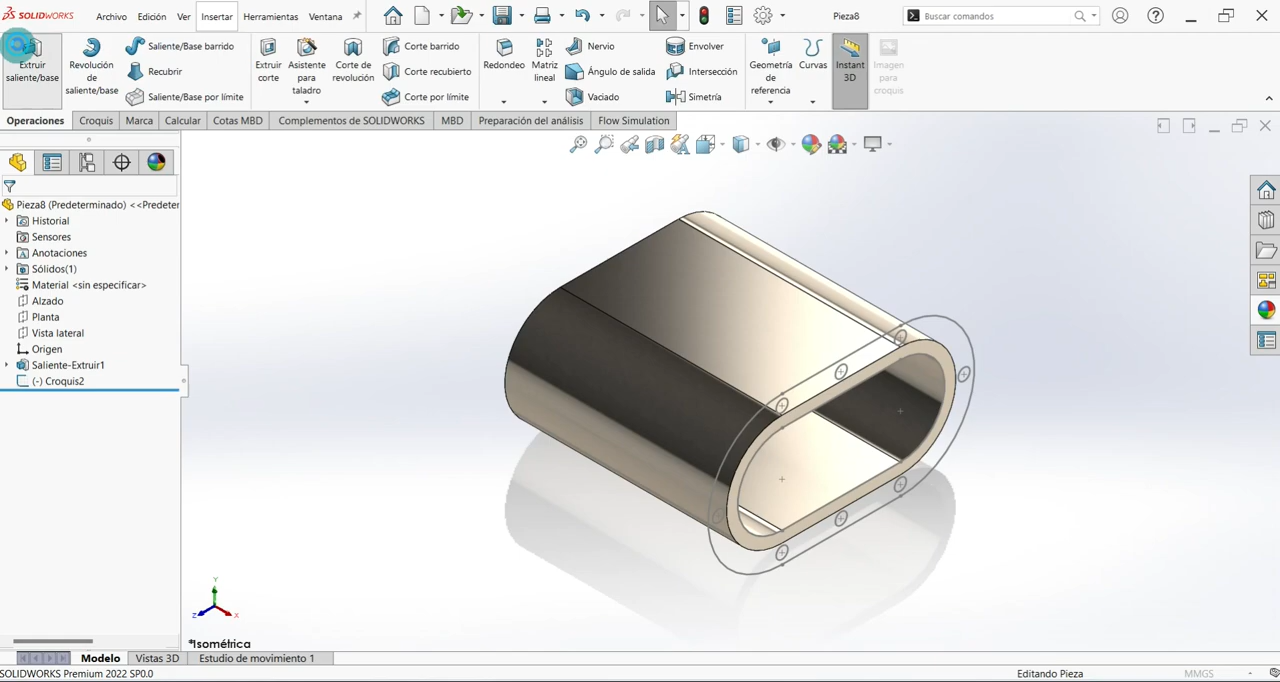 SOLIDWORKS Archivo Edición Ver Insertar Herramientas Ventana Pieza8 Buscar comandos
Extruir saliente/base
Revolución de saliente/base
Saliente/Base barrido
Recubrir
Saliente/Base por límite
Extruir corte
Asistente para taladro
Corte de revolución
Corte barrido
Corte recubierto
Corte por límite
Redondeo
Matriz lineal
Nervio
Ángulo de salida
Vaciado
Envolver
Intersección
Simetría
Geometría de referencia
Curvas
Instant 3D
Imagen para croquis
Operaciones Croquis Marca Calcular Cotas MBD Complementos de SOLIDWORKS MBD Preparación del análisis Flow Simulation
Pieza8 (Predeterminado) <<Predeter
Historial
Sensores
Anotaciones
Sólidos(1)
Material <sin especificar>
Alzado
Planta
Vista lateral
Origen
Saliente-Extruir1
(-) Croquis2
Y
Z X
*Isométrica
Modelo Vistas 3D Estudio de movimiento 1
SOLIDWORKS Premium 2022 SP0.0 Editando Pieza MMGS